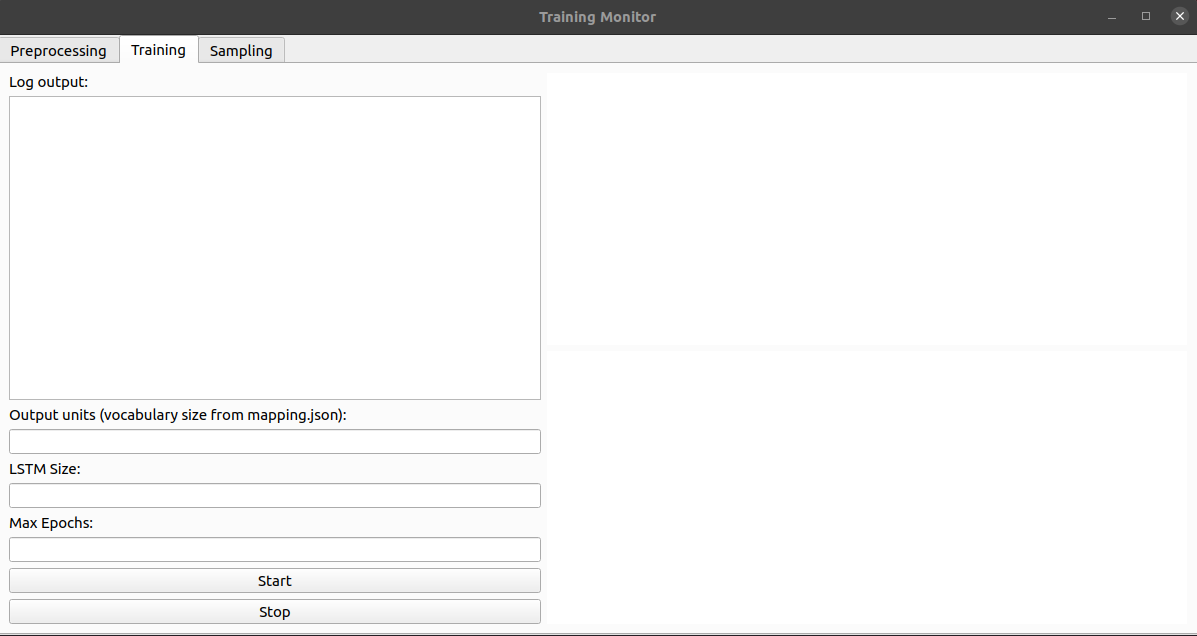 Training Monitor
Preprocessing Training Sampling
Log output:
Output units (vocabulary size from mapping.json):
LSTM Size:
Max Epochs:
Start
Stop